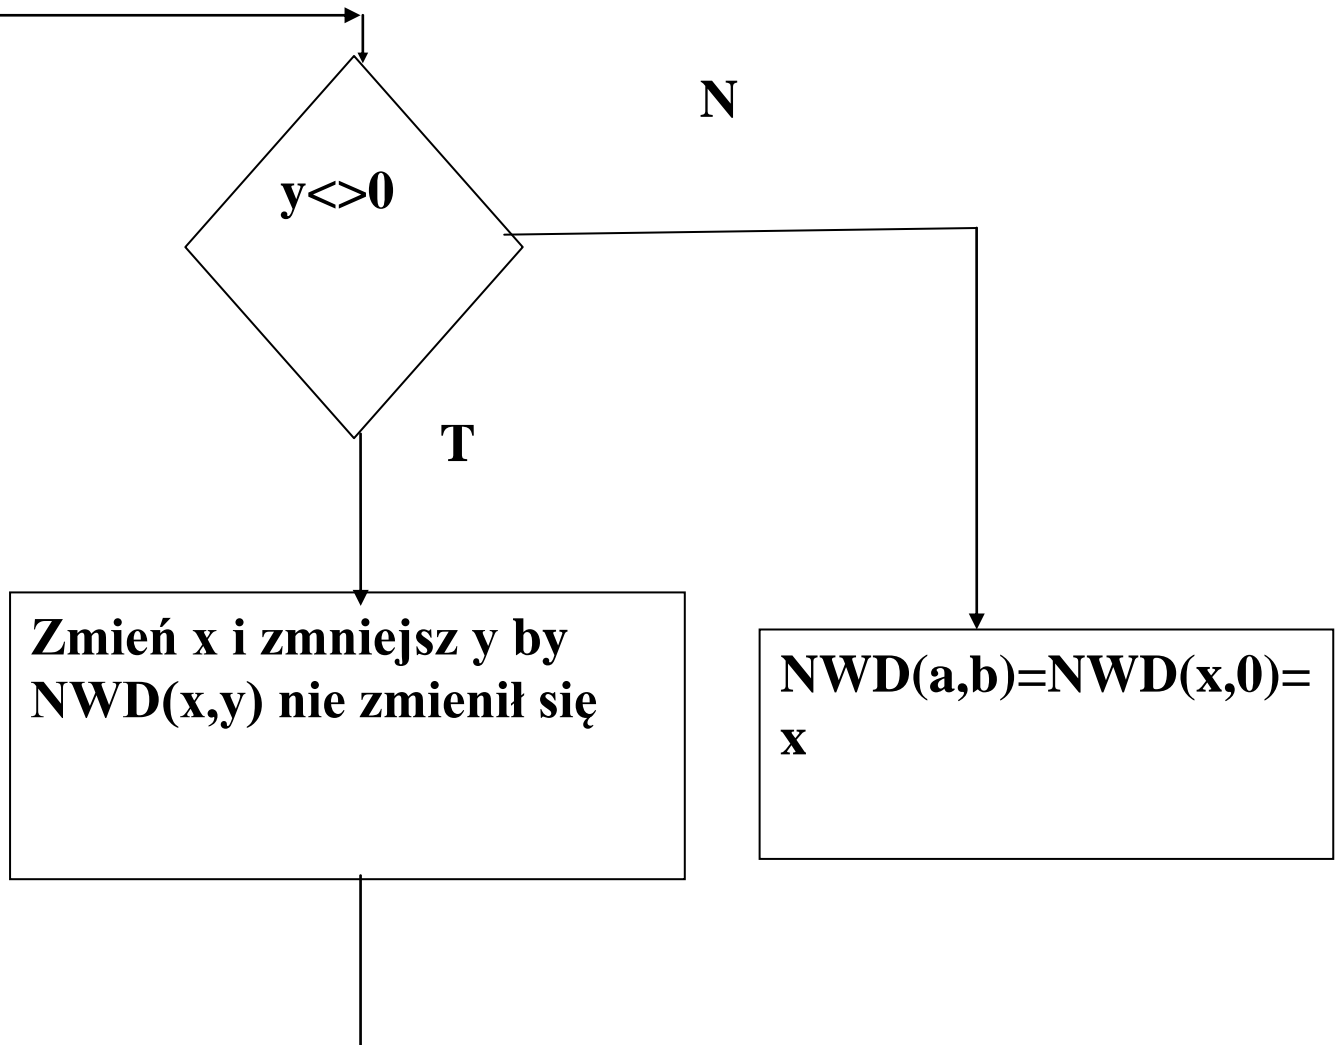 N
y<>0
T
Zmień x i zmniejsz y by
NWD(x,y) nie zmienił się
NWD(a,b)=NWD(x,0)=
x